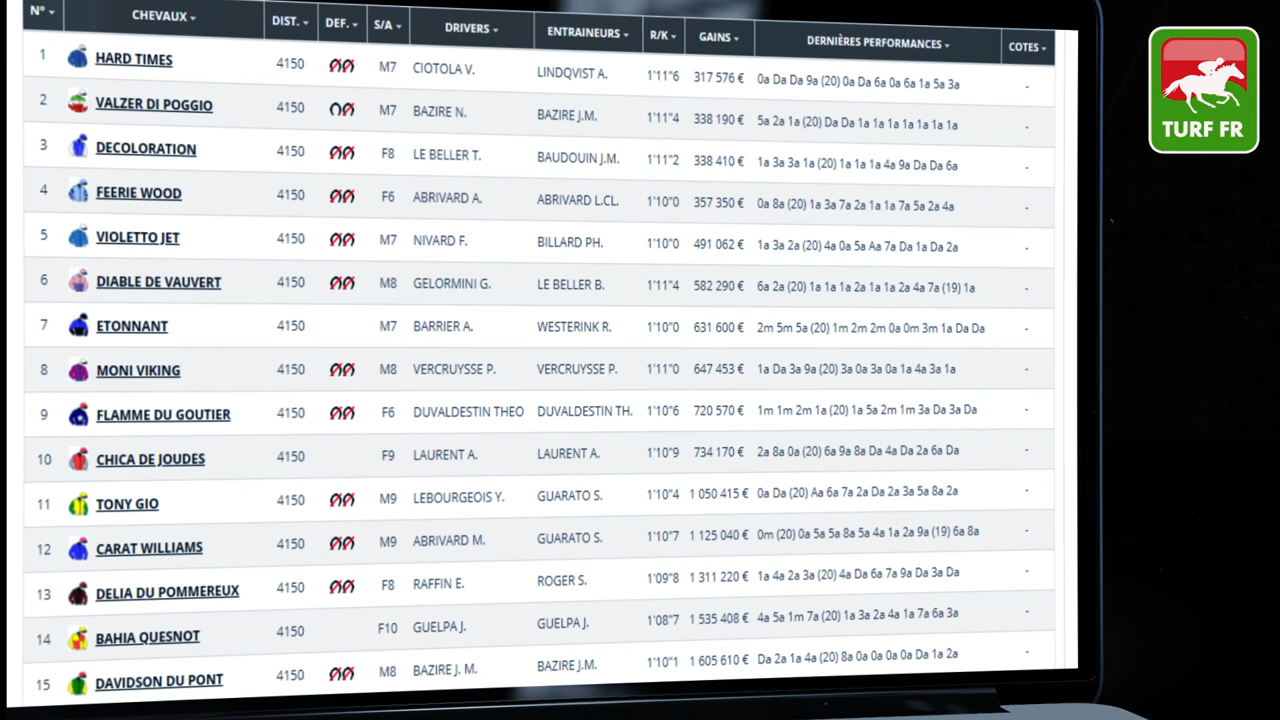 N° CHEVAUX DIST. DEF. S/A DRIVERS ENTRAINEURS R/K GAINS DERNIÈRES PERFORMANCES COTES
1 HARD TIMES 4150 M7 CIOTOLA V. LINDQVIST A. 1'11"6 317 576 € 0a Da Da 9a (20) 0a Da 6a 0a 6a 1a 5a 3a -
2 VALZER DI POGGIO 4150 M7 BAZIRE N. BAZIRE J.M. 1'11"4 338 190 € 5a 2a 1a (20) Da Da 1a 1a 1a 1a 1a 1a 1a -
3 DECOLORATION 4150 F8 LE BELLER T. BAUDOUIN J.M. 1'11"2 338 410 € 1a 3a 3a 1a (20) 1a 1a 1a 4a 9a Da Da 6a -
4 FEERIE WOOD 4150 F6 ABRIVARD A. ABRIVARD L.CL. 1'10"0 357 350 € 0a 8a (20) 1a 3a 7a 2a 1a 1a 7a 5a 2a 4a -
5 VIOLETTO JET 4150 M7 NIVARD F. BILLARD PH. 1'10"0 491 062 € 1a 3a 2a (20) 4a 0a 5a Aa 7a Da 1a Da 2a -
6 DIABLE DE VAUVERT 4150 M8 GELORMINI G. LE BELLER B. 1'11"4 582 290 € 6a 2a (20) 1a 1a 1a 2a 1a 1a 2a 4a 7a (19) 1a -
7 ETONNANT 4150 M7 BARRIER A. WESTERINK R. 1'10"0 631 600 € 2m 5m 5a (20) 1m 2m 2m 0a 0m 3m 1a Da Da -
8 MONI VIKING 4150 M8 VERCRUYSSE P. VERCRUYSSE P. 1'11"0 647 453 € 1a Da 3a 9a (20) 3a 0a 3a 0a 1a 4a 3a 1a -
9 FLAMME DU GOUTIER 4150 F6 DUVALDESTIN THEO DUVALDESTIN TH. 1'10"6 720 570 € 1m 1m 2m 1a (20) 1a 5a 2m 1m 3a Da 3a Da -
10 CHICA DE JOUDES 4150 F9 LAURENT A. LAURENT A. 1'10"9 734 170 € 2a 8a 0a (20) 6a 9a 8a Da 4a Da 2a 6a Da -
11 TONY GIO 4150 M9 LEBOURGEOIS Y. GUARATO S. 1'10"4 1 050 415 € 0a Da (20) Aa 6a 7a 2a Da 2a 3a 5a 8a 2a -
12 CARAT WILLIAMS 4150 M9 ABRIVARD M. GUARATO S. 1'10"7 1 125 040 € 0m (20) 0a 5a 5a 8a 5a 4a 1a 2a 9a (19) 6a 8a -
13 DELIA DU POMMEREUX 4150 F8 RAFFIN E. ROGER S. 1'09"8 1 311 220 € 1a 4a 2a 3a (20) 4a Da 6a 7a 9a Da 3a Da -
14 BAHIA QUESNOT 4150 F10 GUELPA J. GUELPA J. 1'08"7 1 535 408 € 4a 5a 1m 7a (20) 1a 3a 2a 4a 1a 7a 6a 3a -
15 DAVIDSON DU PONT 4150 M8 BAZIRE J. M. BAZIRE J.M. 1'10"1 1 605 610 € Da 2a 1a 4a (20) 8a 0a 0a 0a 0a Da 1a 2a -
TURF FR